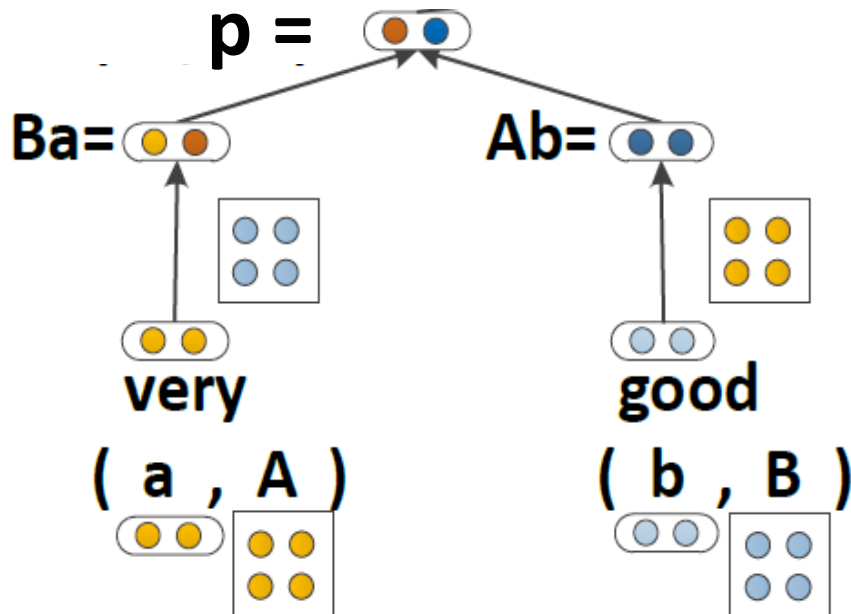 p =
Ba= Ab=
very good
( a , A ) ( b , B )